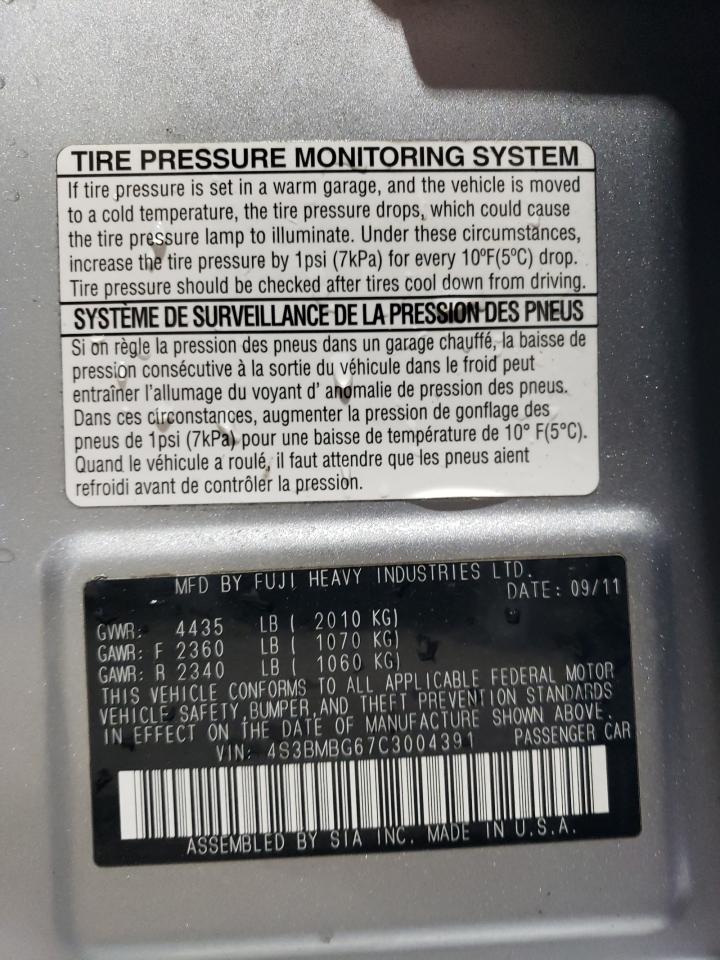 TIRE PRESSURE MONITORING SYSTEM
If tire pressure is set in a warm garage, and the vehicle is moved
to a cold temperature, the tire pressure drops, which could cause
the tire pressure lamp to illuminate. Under these circumstances,
increase the tire pressure by 1psi (7kPa) for every 10ºF(5°C) drop.
Tire pressure should be checked after tires cool down from driving.
SYSTÈME DE SURVEILLANCE DE LA PRESSION DES PNEUS
Si on règle la pression des pneus dans un garage chauffé, la baisse de
pression consécutive à la sortie du véhicule dans le froid peut
entraîner l'allumage du voyant d' anomalie de pression des pneus.
Dans ces circonstances, augmenter la pression de gonflage des
pneus de 1psi (7kPa) pour une baisse de température de 10° F(5°C).
Quand le véhicule a roulé, il faut attendre que les pneus aient
refroidi avant de contrôler la pression.
MFD BY FUJI HEAVY INDUSTRIES LTD.
DATE: 09/11
GVWR: 4435 LB ( 2010 KG)
GAWR: F 2360 LB ( 1070 KG)
GAWR: R 2340 LB ( 1060 KG)
THIS VEHICLE CONFORMS TO ALL APPLICABLE FEDERAL MOTOR
VEHICLE SAFETY,BUMPER,AND THEFT PREVENTION STANDARDS
IN EFFECT ON THE DATE OF MANUFACTURE SHOWN ABOVE.
VIN: 4S3BMBG67C3004391 PASSENGER CAR
ASSEMBLED BY SIA INC. MADE IN U.S.A.